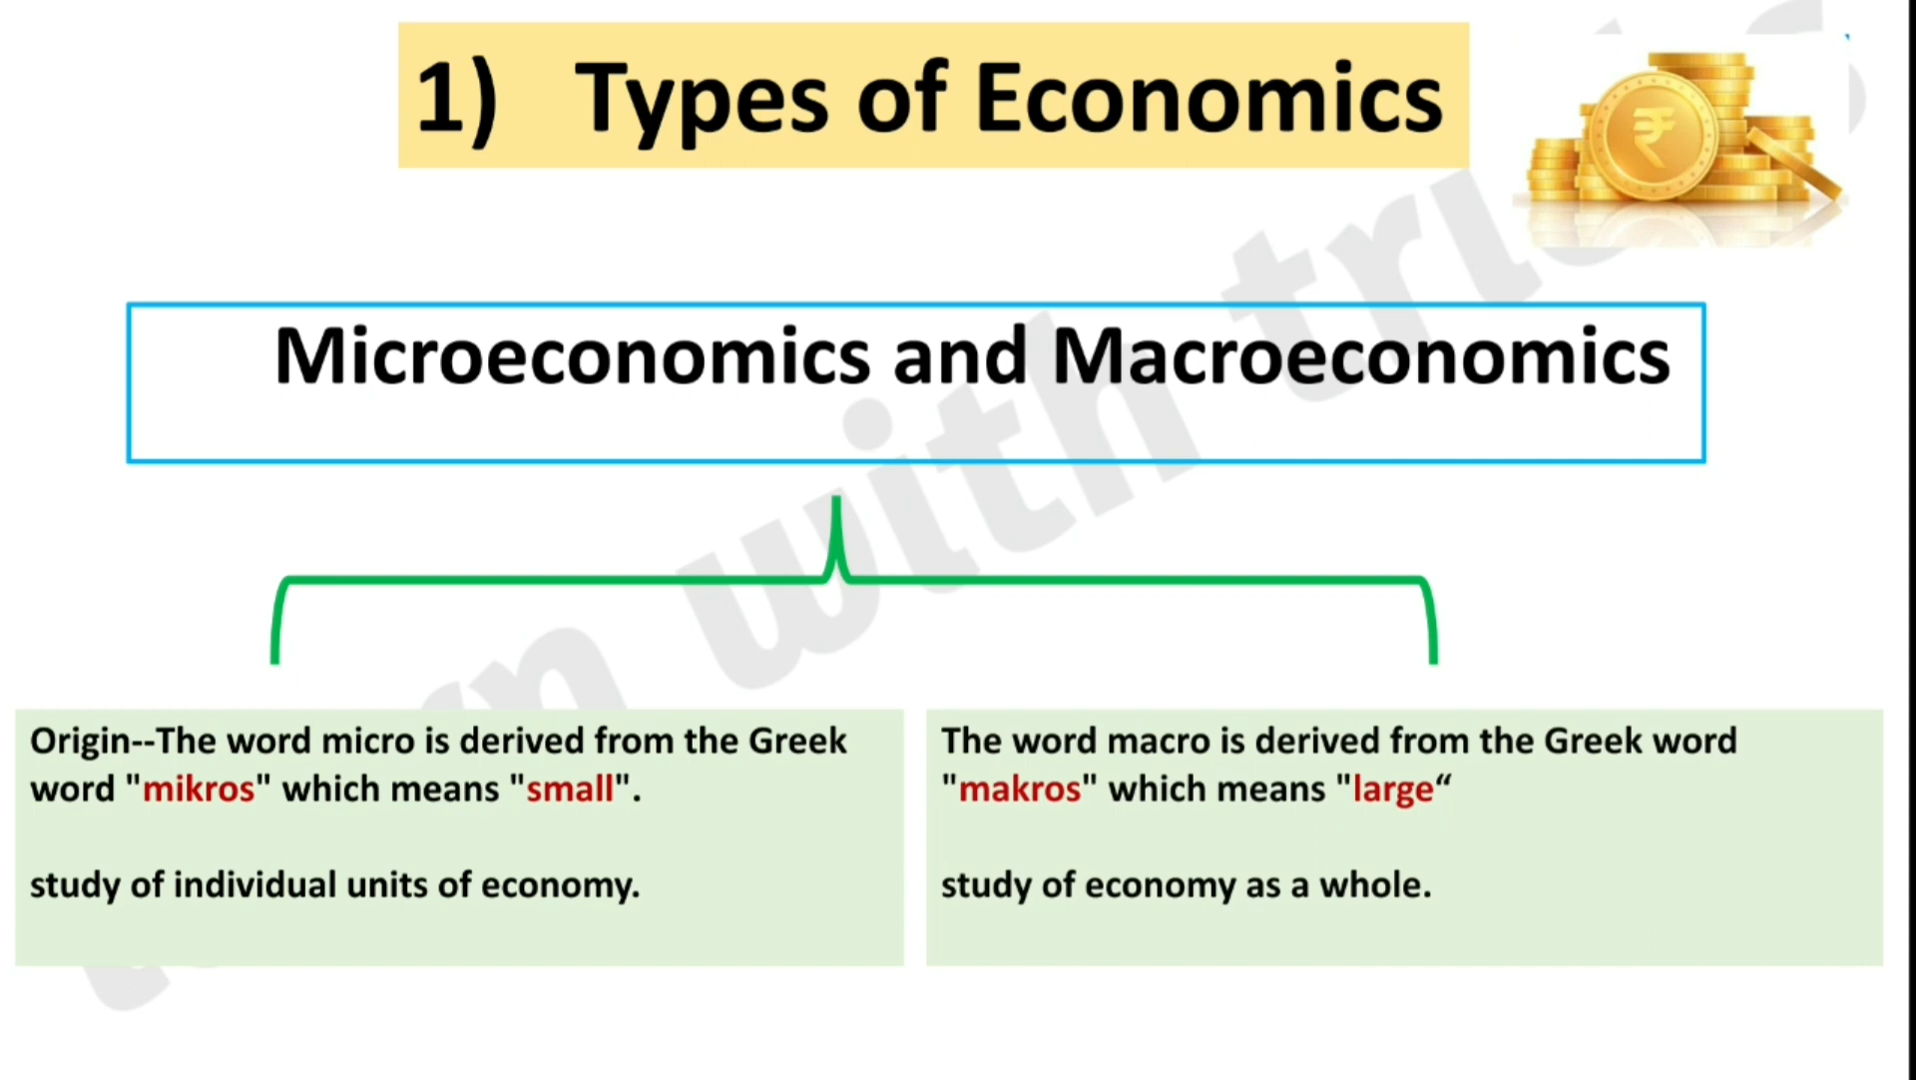 1) Types of Economics
Microeconomics and Macroeconomics
Origin--The word micro is derived from the Greek
word "mikros" which means "small".
study of individual units of economy.
The word macro is derived from the Greek word
"makros" which means "large“
study of economy as a whole.
with